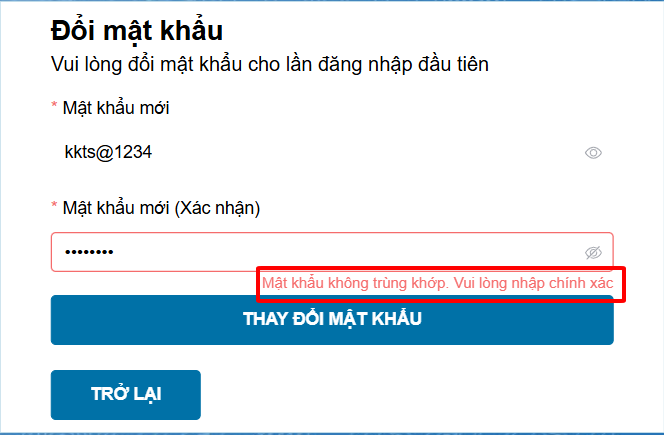 Đổi mật khẩu
Vui lòng đổi mật khẩu cho lần đăng nhập đầu tiên
* Mật khẩu mới
kkts@1234
* Mật khẩu mới (Xác nhận)
••••••••
Mật khẩu không trùng khớp. Vui lòng nhập chính xác
THAY ĐỔI MẬT KHẨU
TRỞ LẠI